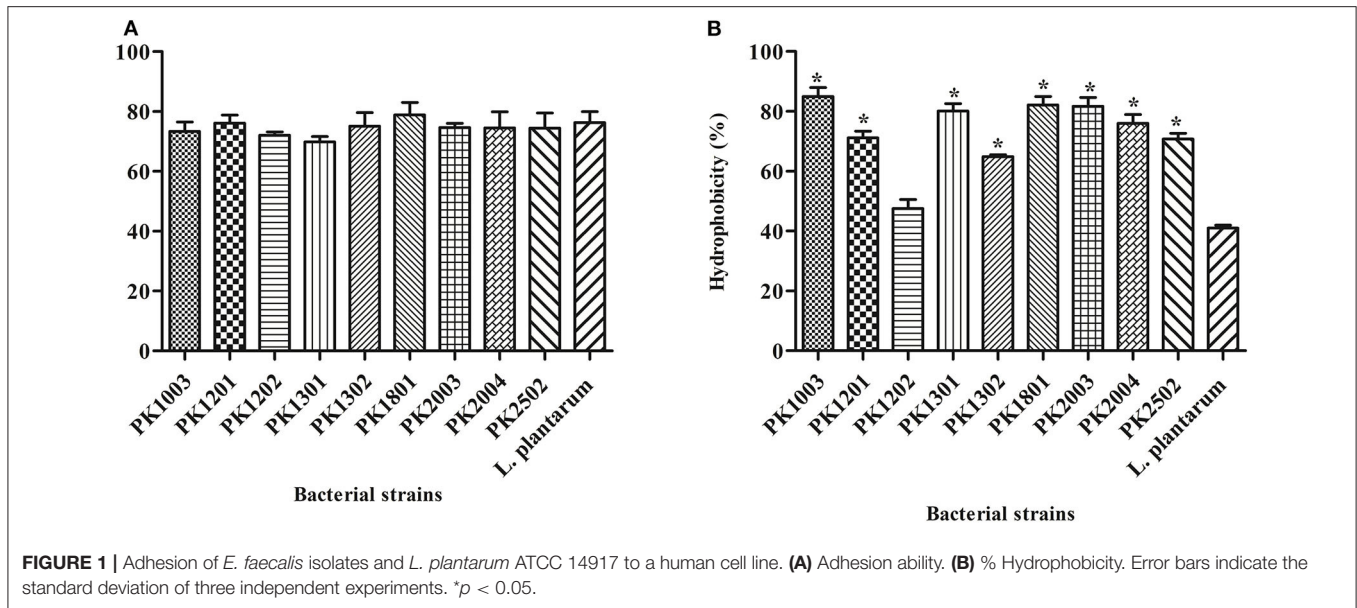 A
100
80
60
40
20
0
PK1003
PK1201
PK1202
PK1301
PK1302
PK1801
PK2003
PK2004
PK2502
L. plantarum
Bacterial strains
B
Hydrophobicity (%)
100
80
60
40
20
0
*
*
*
*
*
*
*
*
PK1003
PK1201
PK1202
PK1301
PK1302
PK1801
PK2003
PK2004
PK2502
L. plantarum
Bacterial strains
FIGURE 1 | Adhesion of E. faecalis isolates and L. plantarum ATCC 14917 to a human cell line. (A) Adhesion ability. (B) % Hydrophobicity. Error bars indicate the
standard deviation of three independent experiments. *p < 0.05.